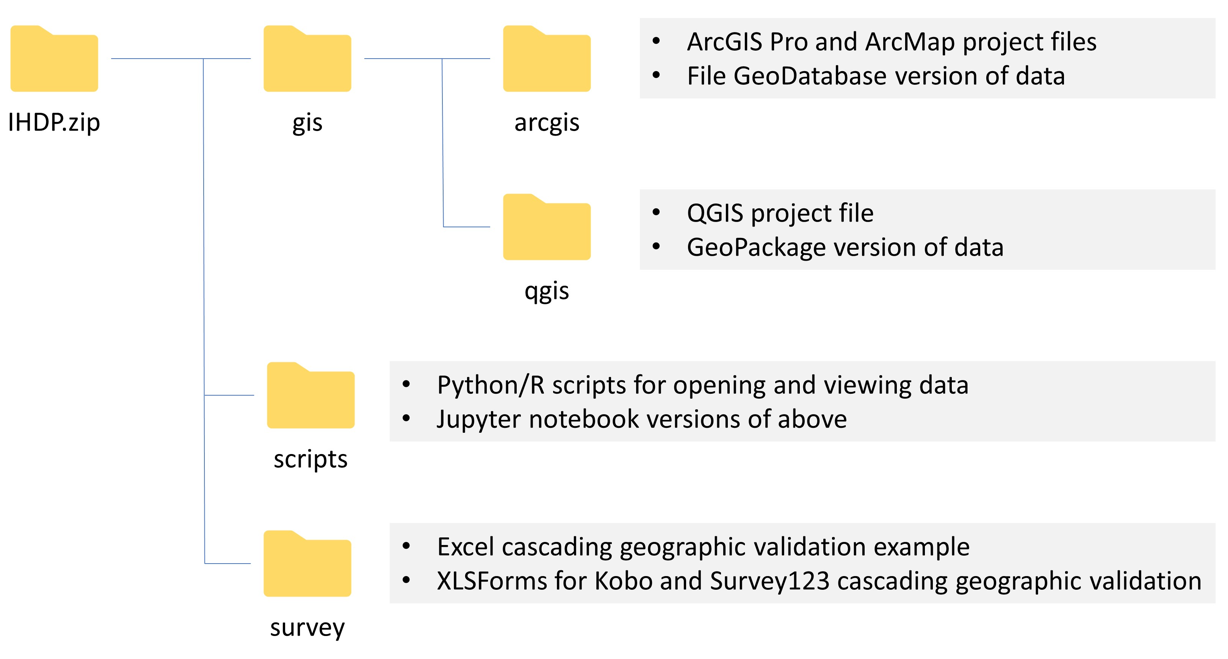 IHDP.zip
gis
arcgis
• ArcGIS Pro and ArcMap project files
• File GeoDatabase version of data
qgis
• QGIS project file
• GeoPackage version of data
scripts
• Python/R scripts for opening and viewing data
• Jupyter notebook versions of above
survey
• Excel cascading geographic validation example
• XLSForms for Kobo and Survey123 cascading geographic validation